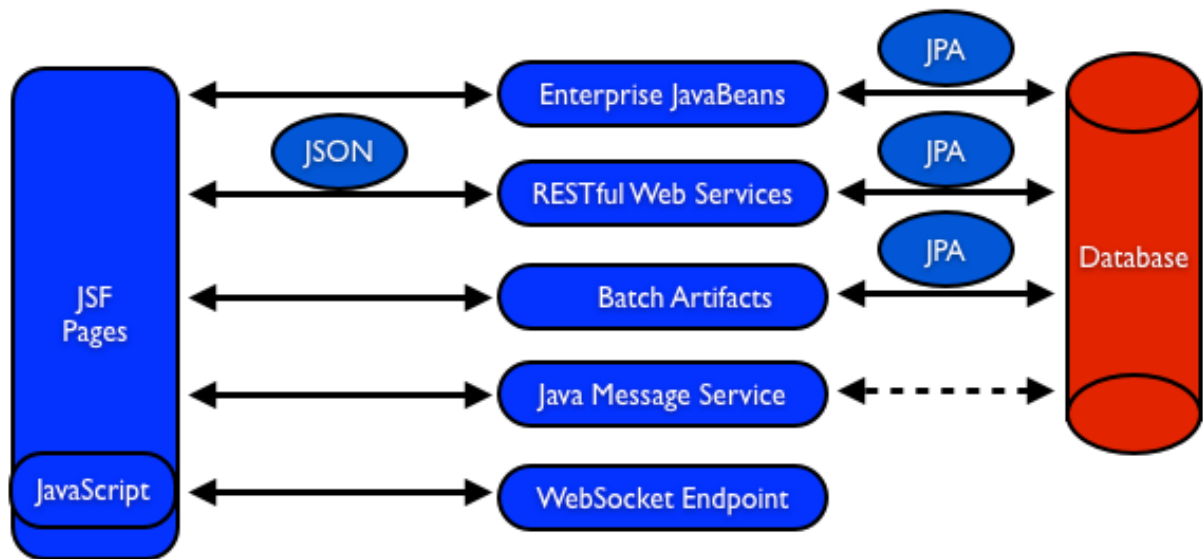 JPA
Enterprise JavaBeans
JSON
JPA
RESTful Web Services
JPA
Database
JSF
Pages
Batch Artifacts
Java Message Service
JavaScript
WebSocket Endpoint